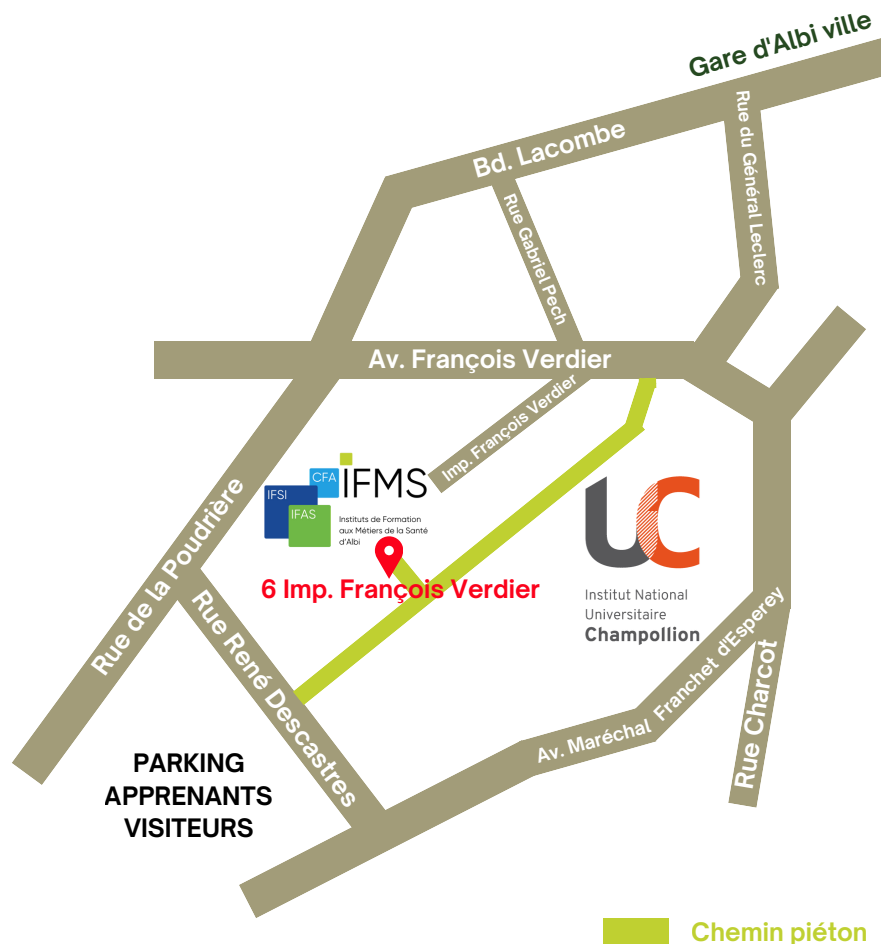 Gare d'Albi ville
Bd. Lacombe
Rue du Général Leclerc
Rue Gabriel Pech
Av. François Verdier
Imp. François Verdier
CFA
IFMS
IFSI
IFAS
Instituts de Formation
aux Métiers de la Santé
d'Albi
6 Imp. François Verdier
UC
Institut National
Universitaire
Champollion
Rue de la Poudrière
Rue René Descastres
Av. Maréchal Franchet d'Esperey
Rue Charcot
PARKING
APPRENANTS
VISITEURS
Chemin piéton